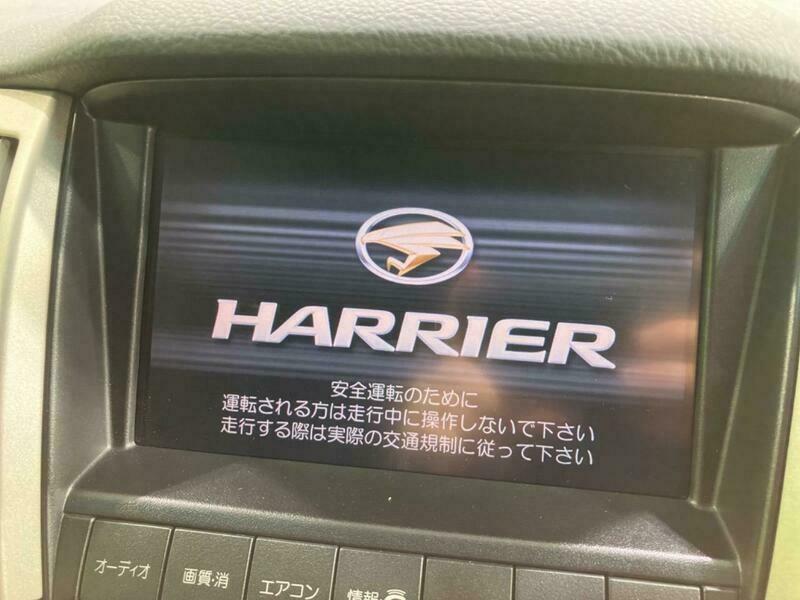 HARRIER
安全運転のために
運転される方は走行中に操作しないで下さい
走行する際は実際の交通規制に従って下さい
オーディオ
画質・消
エアコン
情報・